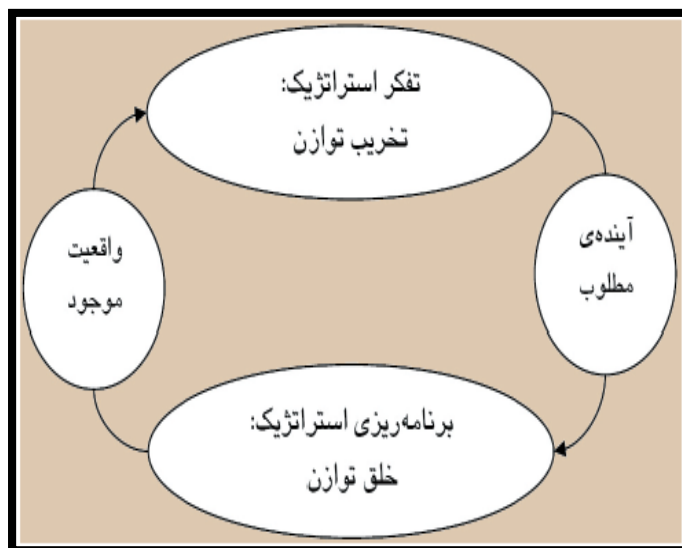 تفکر استراتژیک:
تخریب توازن
آینده‌ی
مطلوب
واقعیت
موجود
برنامه‌ریزی استراتژیک:
خلق توازن